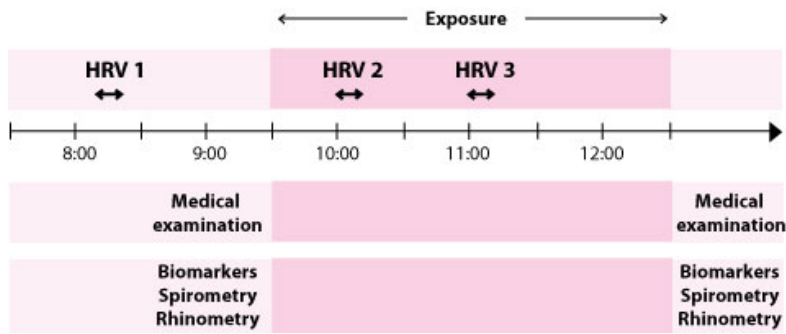 Exposure
HRV 1 HRV 2 HRV 3
8:00 9:00 10:00 11:00 12:00
Medical Medical
examination examination
Biomarkers Biomarkers
Spirometry Spirometry
Rhinometry Rhinometry